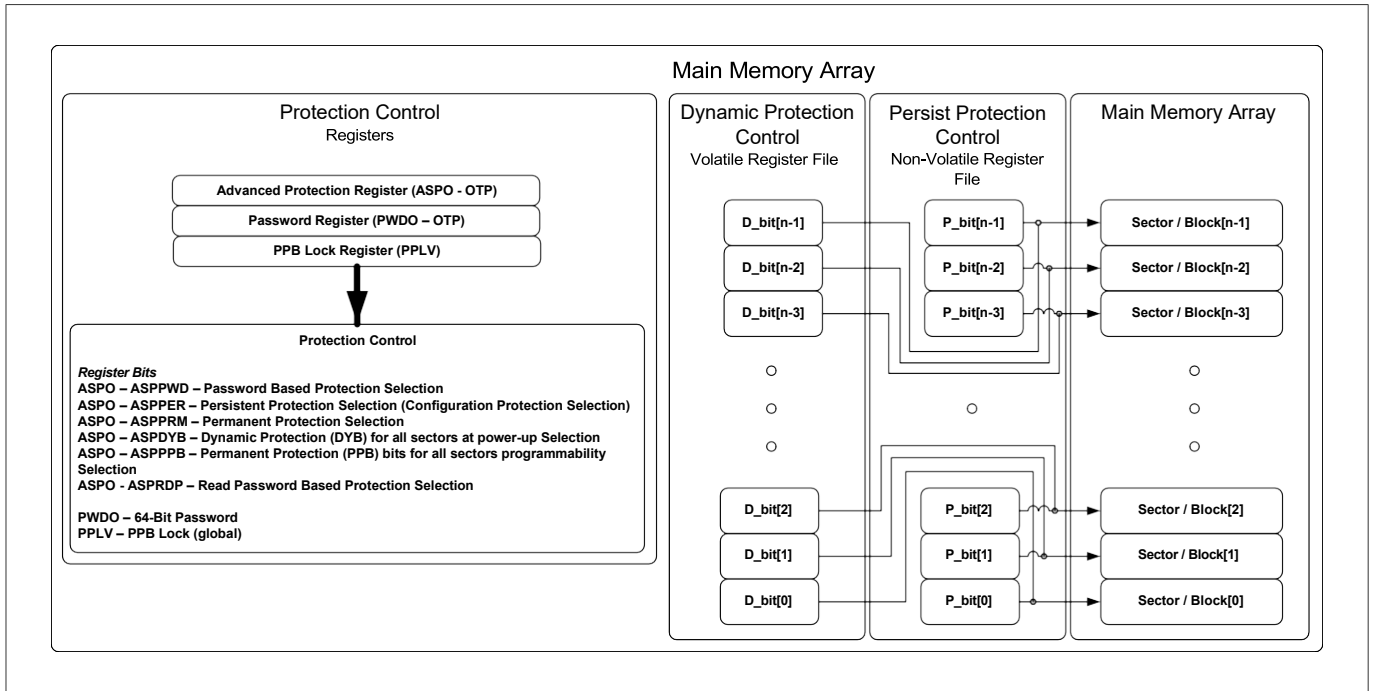 Main Memory Array
Protection Control
Registers
Advanced Protection Register (ASPO - OTP)
Password Register (PWDO – OTP)
PPB Lock Register (PPLV)
Protection Control
Register Bits
ASPO – ASPPWD – Password Based Protection Selection
ASPO – ASPPER – Persistent Protection Selection (Configuration Protection Selection)
ASPO – ASPPRM – Permanent Protection Selection
ASPO – ASPDYB – Dynamic Protection (DYB) for all sectors at power-up Selection
ASPO – ASPPPB – Permanent Protection (PPB) bits for all sectors programmability
Selection
ASPO - ASPRDP – Read Password Based Protection Selection
PWDO – 64-Bit Password
PPLV – PPB Lock (global)
Dynamic Protection
Control
Volatile Register File
D_bit[n-1]
D_bit[n-2]
D_bit[n-3]
D_bit[2]
D_bit[1]
D_bit[0]
Persist Protection
Control
Non-Volatile Register
File
P_bit[n-1]
P_bit[n-2]
P_bit[n-3]
P_bit[2]
P_bit[1]
P_bit[0]
Main Memory Array
Sector / Block[n-1]
Sector / Block[n-2]
Sector / Block[n-3]
Sector / Block[2]
Sector / Block[1]
Sector / Block[0]